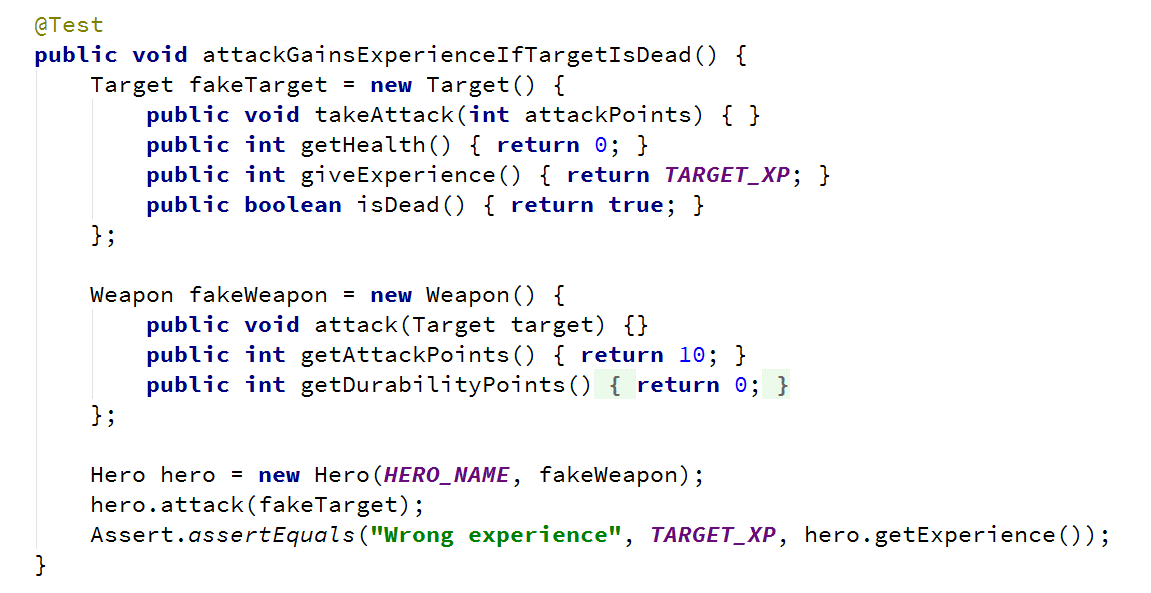 @Test
public void attackGainsExperienceIfTargetIsDead() {
    Target fakeTarget = new Target() {
        public void takeAttack(int attackPoints) { }
        public int getHealth() { return 0; }
        public int giveExperience() { return TARGET_XP; }
        public boolean isDead() { return true; }
    };

    Weapon fakeWeapon = new Weapon() {
        public void attack(Target target) {}
        public int getAttackPoints() { return 10; }
        public int getDurabilityPoints() { return 0; }
    };

    Hero hero = new Hero(HERO_NAME, fakeWeapon);
    hero.attack(fakeTarget);
    Assert.assertEquals("Wrong experience", TARGET_XP, hero.getExperience());
}